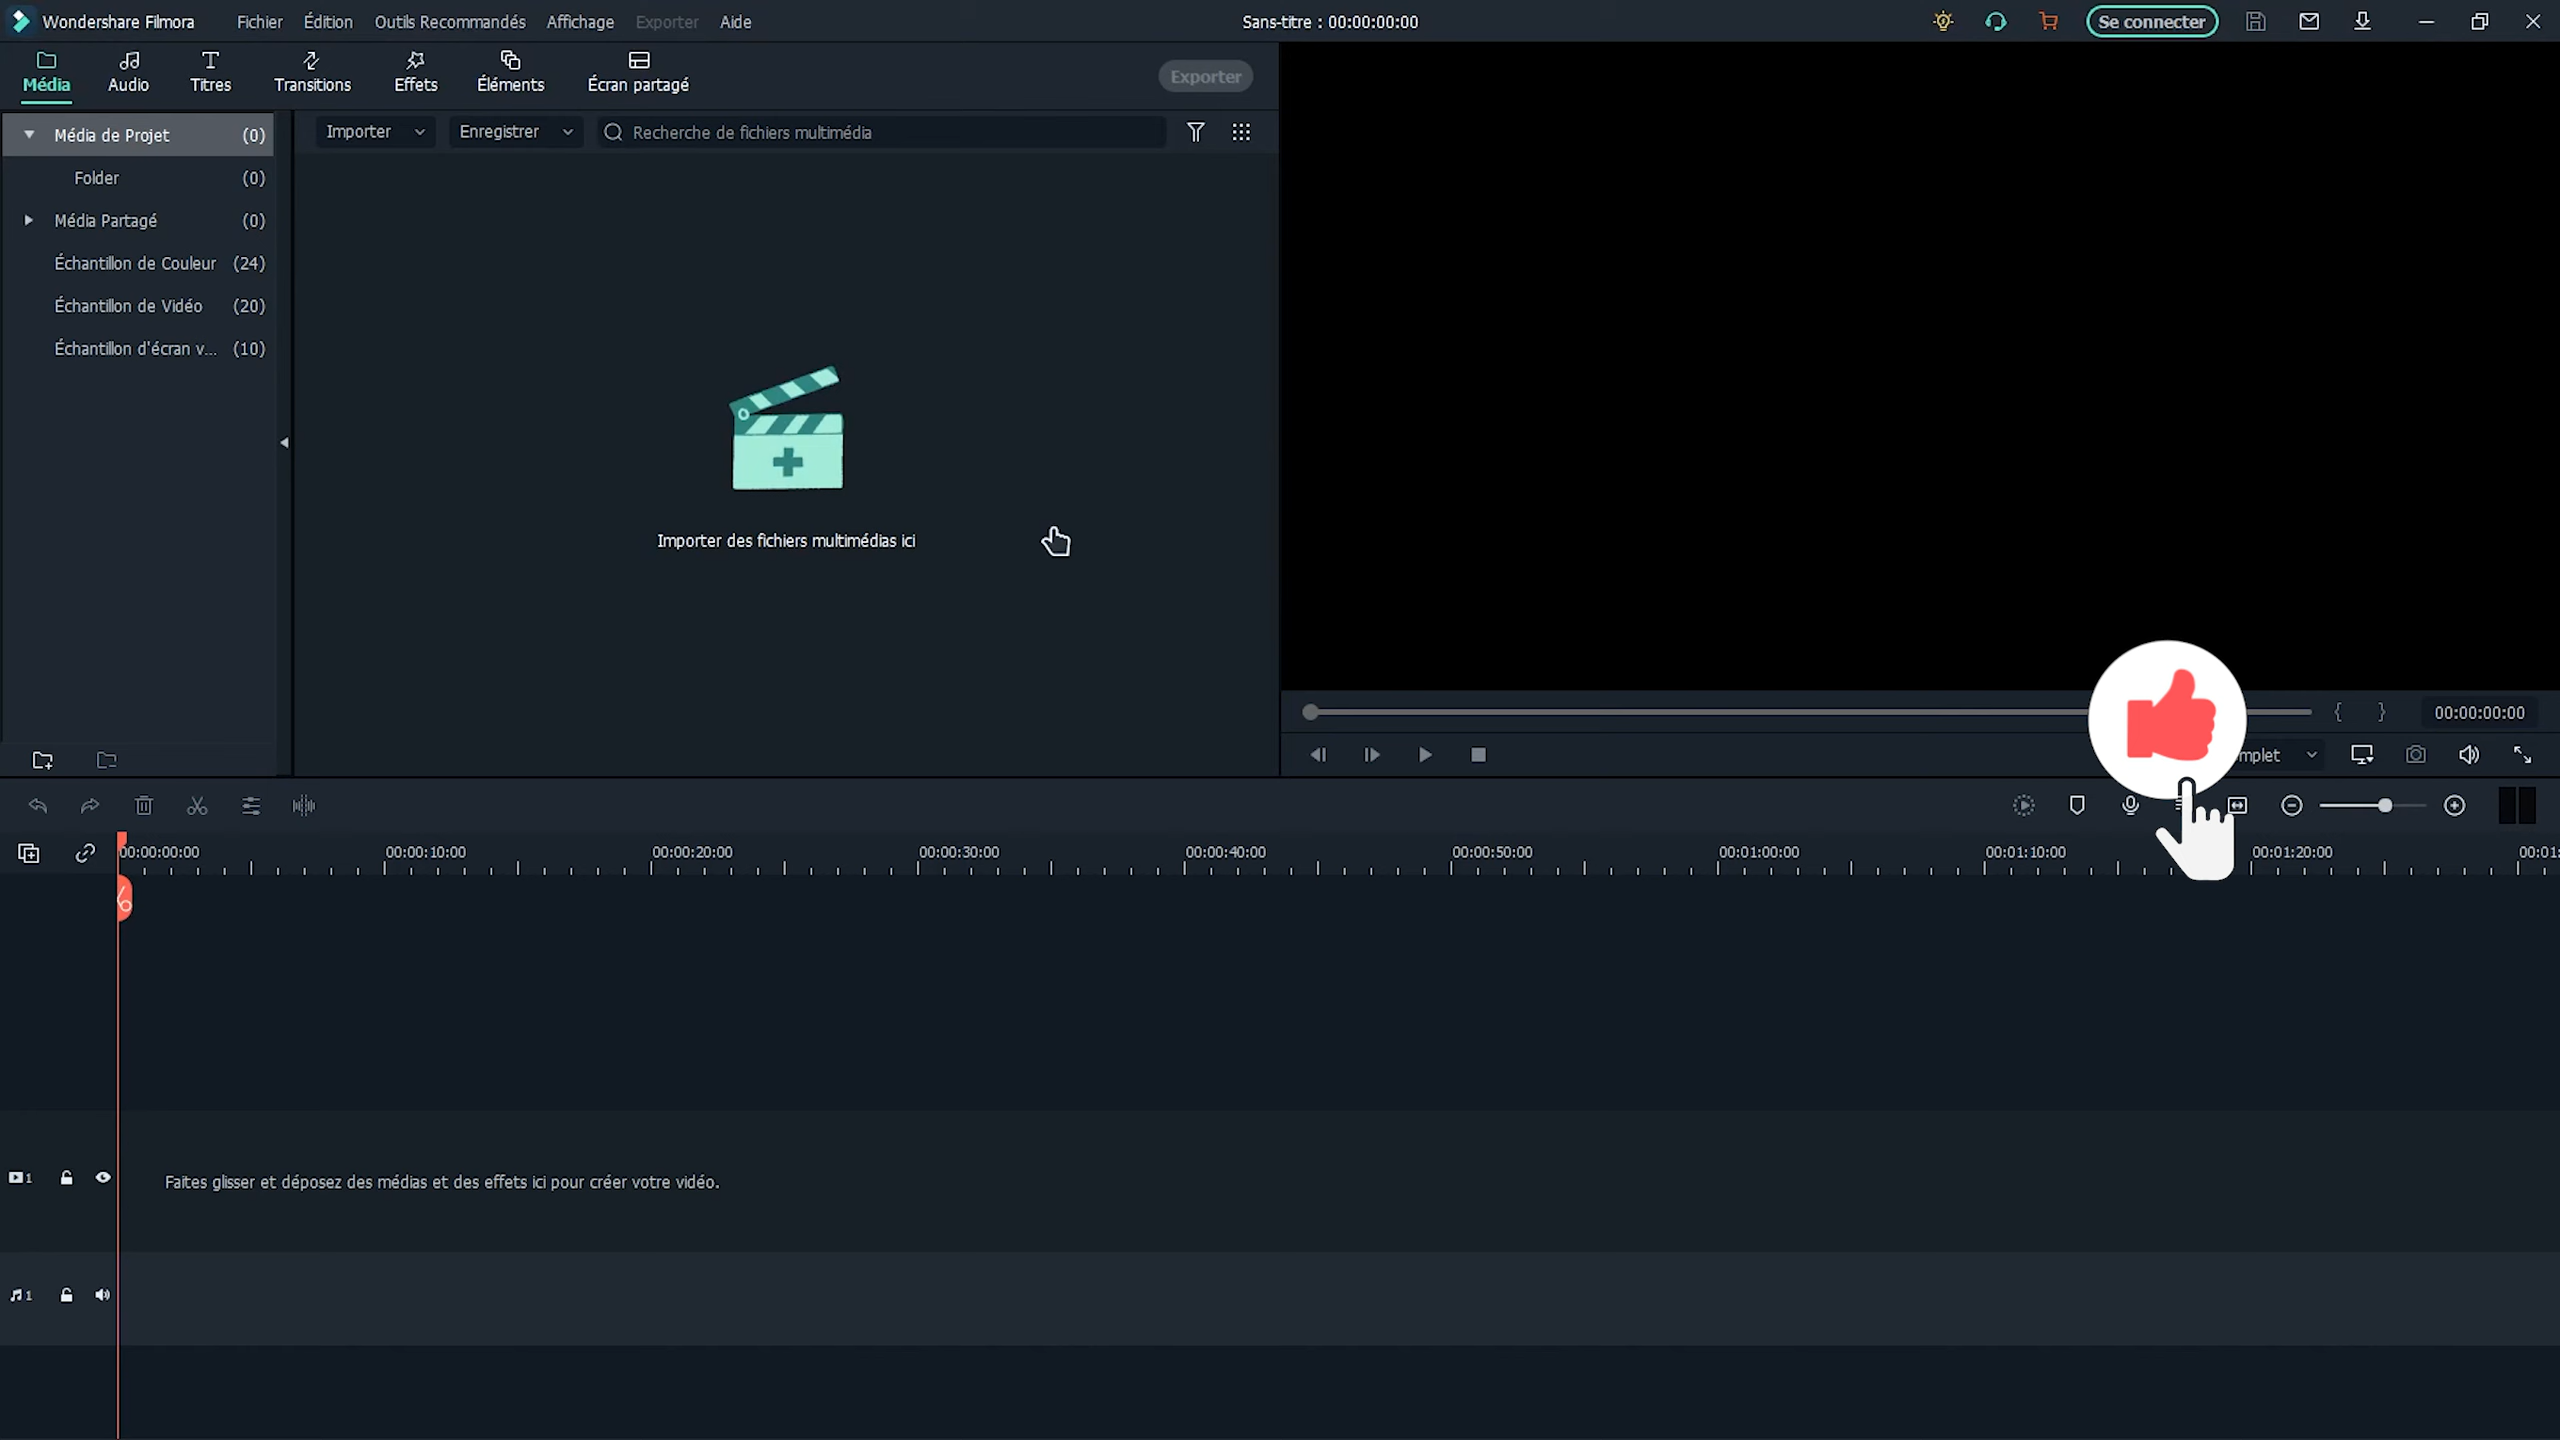 Wondershare Filmora Fichier Édition Outils Recommandés Affichage Exporter Aide Sans-titre : 00:00:00:00 Se connecter
Média Audio Titres Transitions Effets Éléments Écran partagé Exporter
Média de Projet (0)
Folder (0)
Média Partagé (0)
Échantillon de Couleur (24)
Échantillon de Vidéo (20)
Échantillon d'écran v... (10)
Importer Enregistrer Recherche de fichiers multimédia
Importer des fichiers multimédias ici
{ } 00:00:00:00
00:00:00:00 00:00:10:00 00:00:20:00 00:00:30:00 00:00:40:00 00:00:50:00 00:01:00:00 00:01:10:00 00:01:20:00 00:01:
1 Faites glisser et déposez des médias et des effets ici pour créer votre vidéo.
1